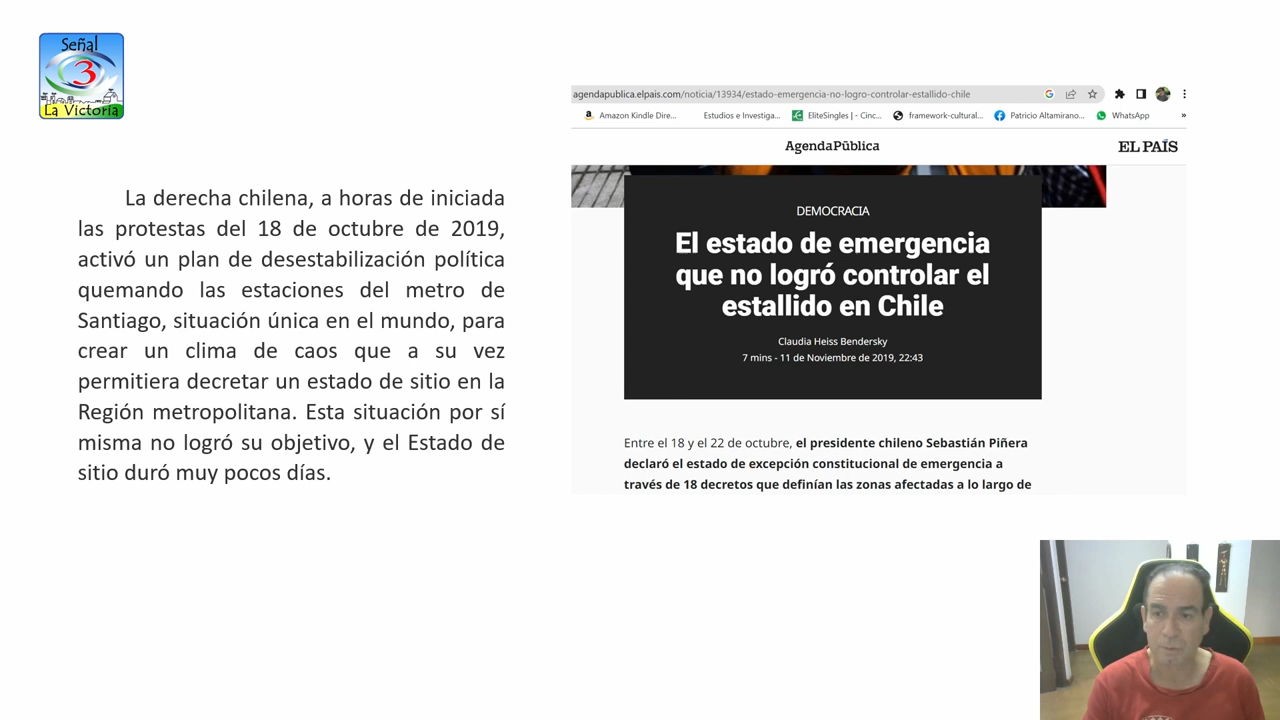 Señal
3
La Victoria
La derecha chilena, a horas de iniciada
las protestas del 18 de octubre de 2019,
activó un plan de desestabilización política
quemando las estaciones del metro de
Santiago, situación única en el mundo, para
crear un clima de caos que a su vez
permitiera decretar un estado de sitio en la
Región metropolitana. Esta situación por sí
misma no logró su objetivo, y el Estado de
sitio duró muy pocos días.
agendapublica.elpais.com/noticia/13934/estado-emergencia-no-logro-controlar-estallido-chile
Amazon Kindle Dire... Estudios e Investiga... EliteSingles | - Cinc... framework-cultural... Patricio Altamirano... WhatsApp »
AgendaPública EL PAÍS
DEMOCRACIA
El estado de emergencia
que no logró controlar el
estallido en Chile
Claudia Heiss Bendersky
7 mins - 11 de Noviembre de 2019, 22:43
Entre el 18 y el 22 de octubre, el presidente chileno Sebastián Piñera
declaró el estado de excepción constitucional de emergencia a
través de 18 decretos que definían las zonas afectadas a lo largo de